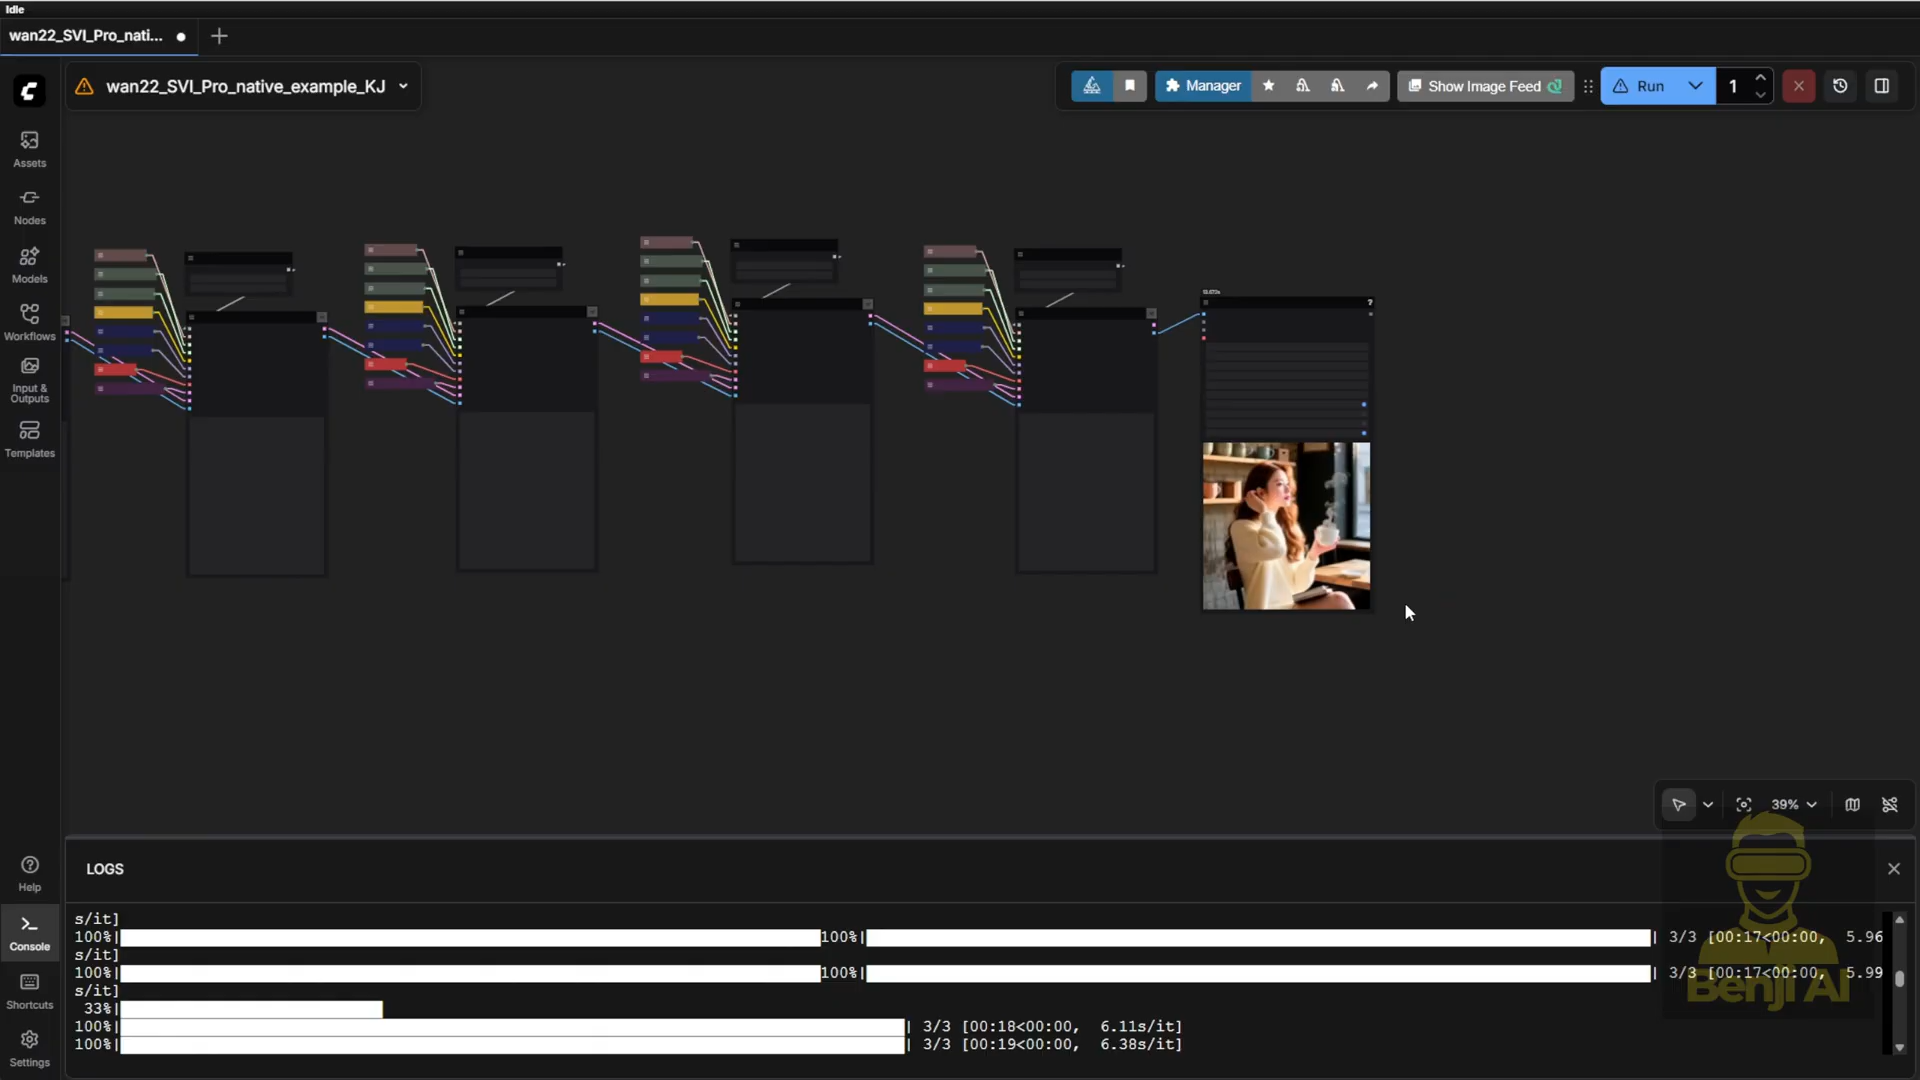 Idle
wan22_SVI_Pro_nati...
wan22_SVI_Pro_native_example_KJ
Manager
Show Image Feed
Run
1
Assets
Nodes
Models
Workflows
Input &
Outputs
Templates
?
39%
Help
Console
Shortcuts
Settings
LOGS
s/it]
100%| 100%| | 3/3 [00:17<00:00, 5.96
s/it]
100%| 100%| | 3/3 [00:17<00:00, 5.99
s/it]
33%|
100%| | 3/3 [00:18<00:00, 6.11s/it]
100%| | 3/3 [00:19<00:00, 6.38s/it]
Benji AI